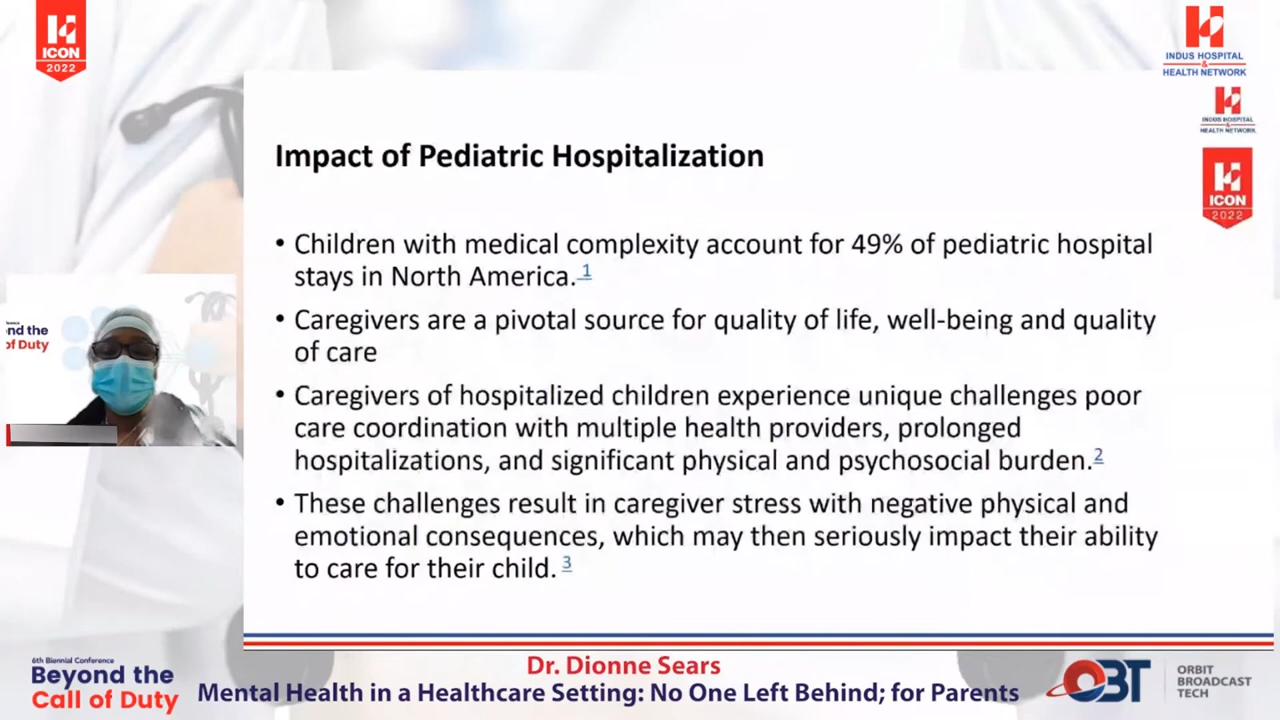 ICON
2022
INDUS HOSPITAL
&
HEALTH NETWORK
INDUS HOSPITAL
&
HEALTH NETWORK
ICON
2022
Impact of Pediatric Hospitalization
• Children with medical complexity account for 49% of pediatric hospital
stays in North America. 1
• Caregivers are a pivotal source for quality of life, well-being and quality
of care
• Caregivers of hospitalized children experience unique challenges poor
care coordination with multiple health providers, prolonged
hospitalizations, and significant physical and psychosocial burden. 2
• These challenges result in caregiver stress with negative physical and
emotional consequences, which may then seriously impact their ability
to care for their child. 3
nd the
of Duty
6th Biennial Conference
Beyond the
Call of Duty
Dr. Dionne Sears
Mental Health in a Healthcare Setting: No One Left Behind; for Parents
OBT
ORBIT
BROADCAST
TECH